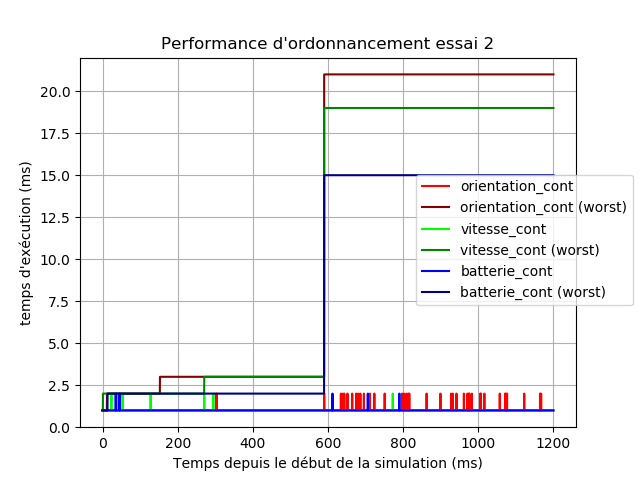 Performance d'ordonnancement essai 2
temps d'exécution (ms)
20.0
17.5
15.0
12.5
10.0
7.5
5.0
2.5
0.0
orientation_cont
orientation_cont (worst)
vitesse_cont
vitesse_cont (worst)
batterie_cont
batterie_cont (worst)
0 200 400 600 800 1000 1200
Temps depuis le début de la simulation (ms)